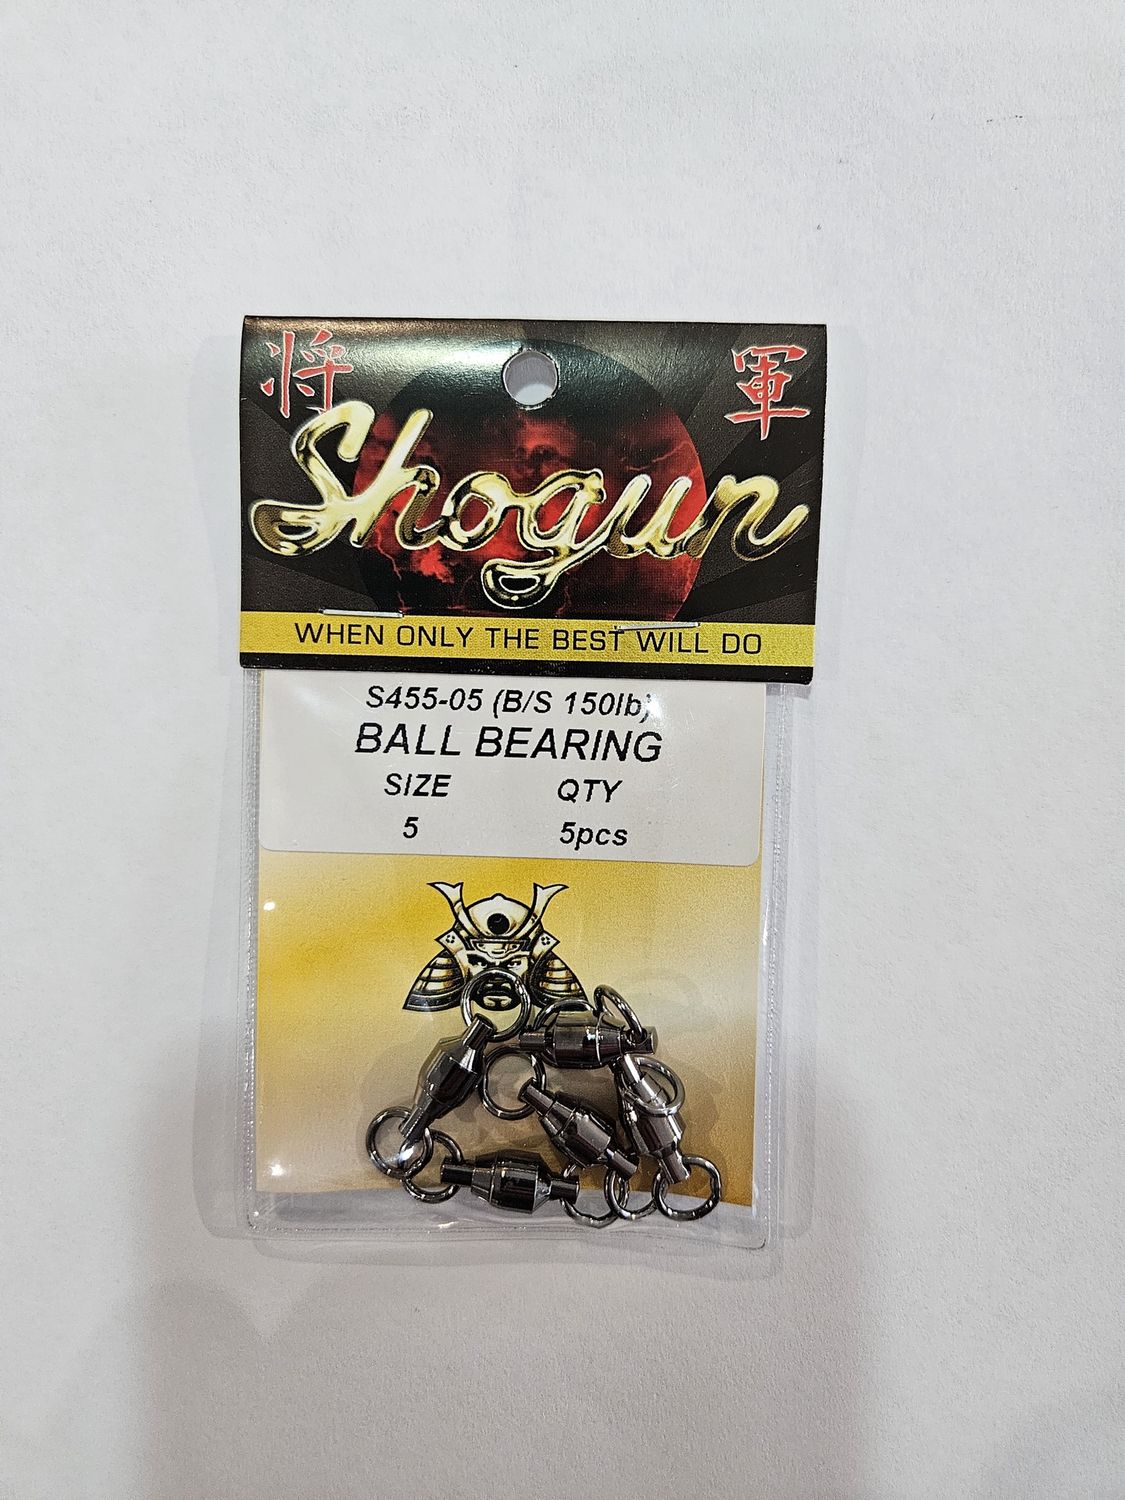 将 軍
Shogun
WHEN ONLY THE BEST WILL DO
S455-05 (B/S 150lb)
BALL BEARING
SIZE QTY
5 5pcs